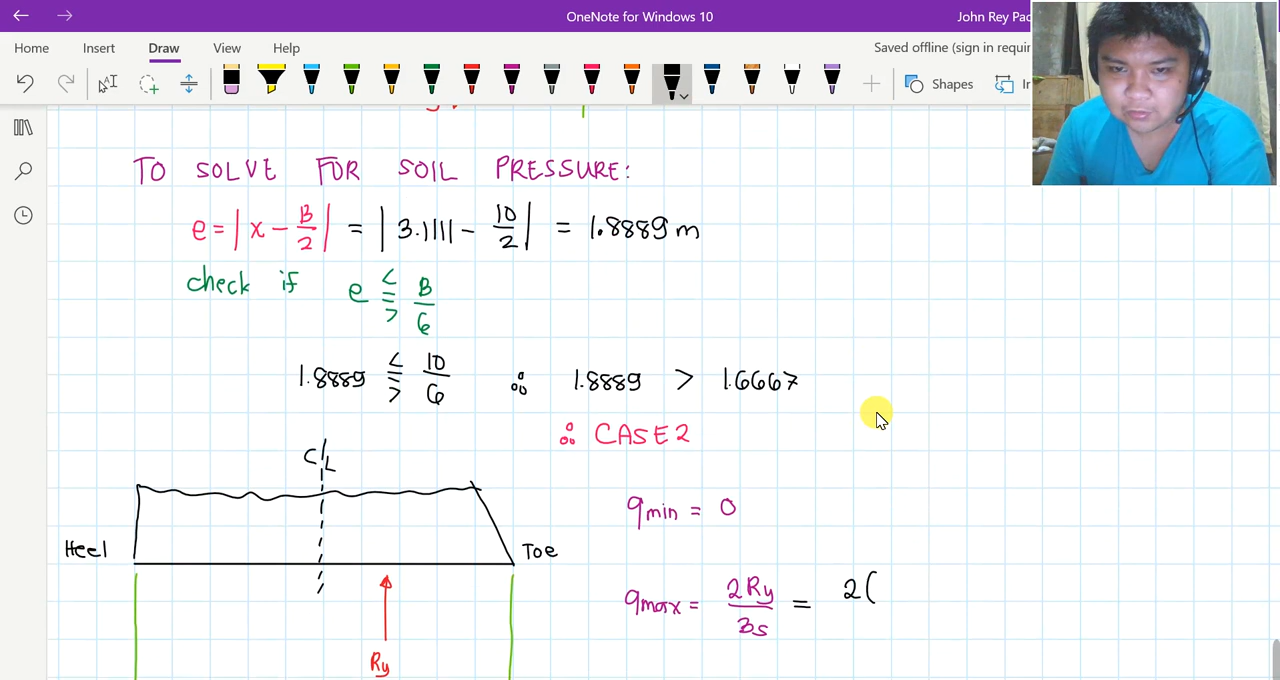 OneNote for Windows 10
John Rey Pad
Home Insert Draw View Help
Saved offline (sign in requir
Shapes
In
TO SOLVE FOR SOIL PRESSURE:
e = | x - B/2 | = | 3.1111 - 10/2 | = 1.8889 m
check if e <=> B/6
1.8889 <=> 10/6 ∴ 1.8889 > 1.6667
∴ CASE 2
C/L
qmin = 0
Heel
Toe
qmax = 2Ry/3s = 2(
Ry